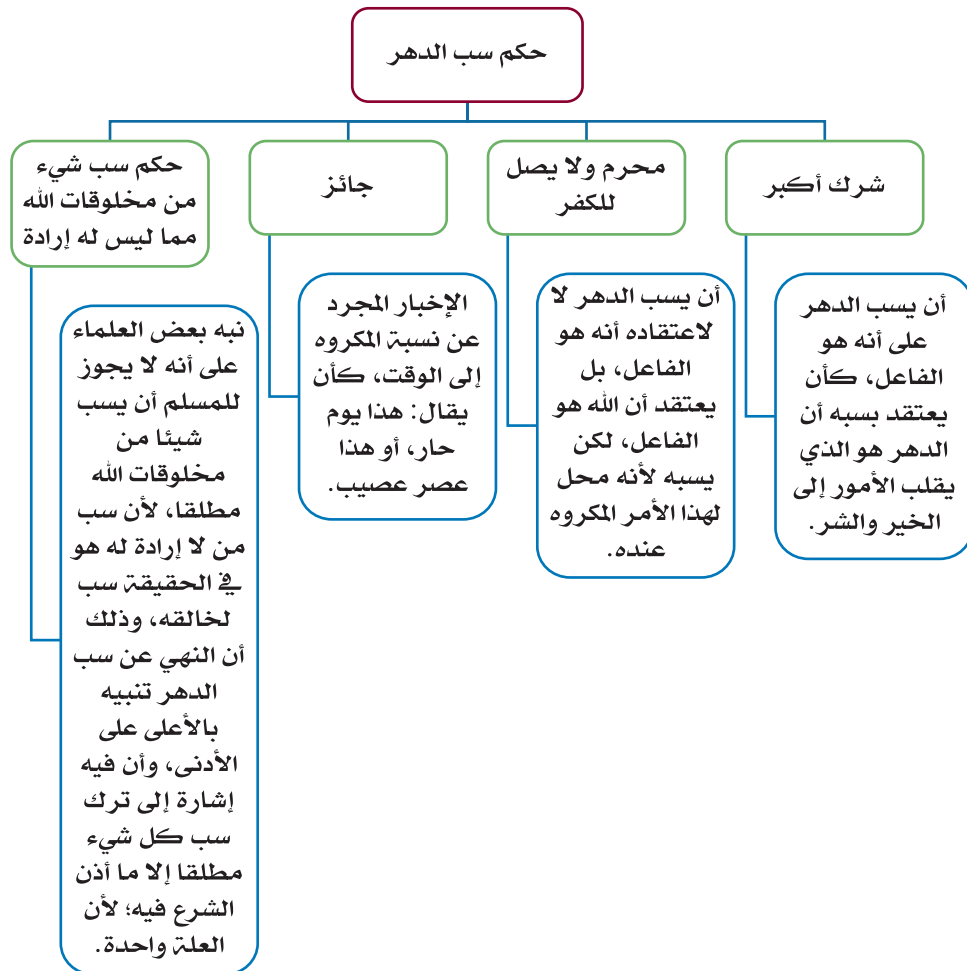 حكم سب الدهر
شرك أكبر
أن يسب الدهر
على أنه هو
الفاعل، كأن
يعتقد بسبه أن
الدهر هو الذي
يقلب الأمور إلى
الخير والشر.
محرم ولا يصل
للكفر
أن يسب الدهر لا
لاعتقاده أنه هو
الفاعل، بل
يعتقد أن الله هو
الفاعل، لكن
يسبه لأنه محل
لهذا الأمر المكروه
عنده.
جائز
الإخبار المجرد
عن نسبة المكروه
إلى الوقت، كأن
يقال: هذا يوم
حار، أو هذا
عصر عصيب.
حكم سب شيء
من مخلوقات الله
مما ليس له إرادة
نبه بعض العلماء
على أنه لا يجوز
للمسلم أن يسب
شيئا من
مخلوقات الله
مطلقا، لأن سب
من لا إرادة له هو
في الحقيقة سب
لخالقه، وذلك
أن النهي عن سب
الدهر تنبيه
بالأعلى على
الأدنى، وأن فيه
إشارة إلى ترك
سب كل شيء
مطلقا إلا ما أذن
الشرع فيه؛ لأن
العلة واحدة.